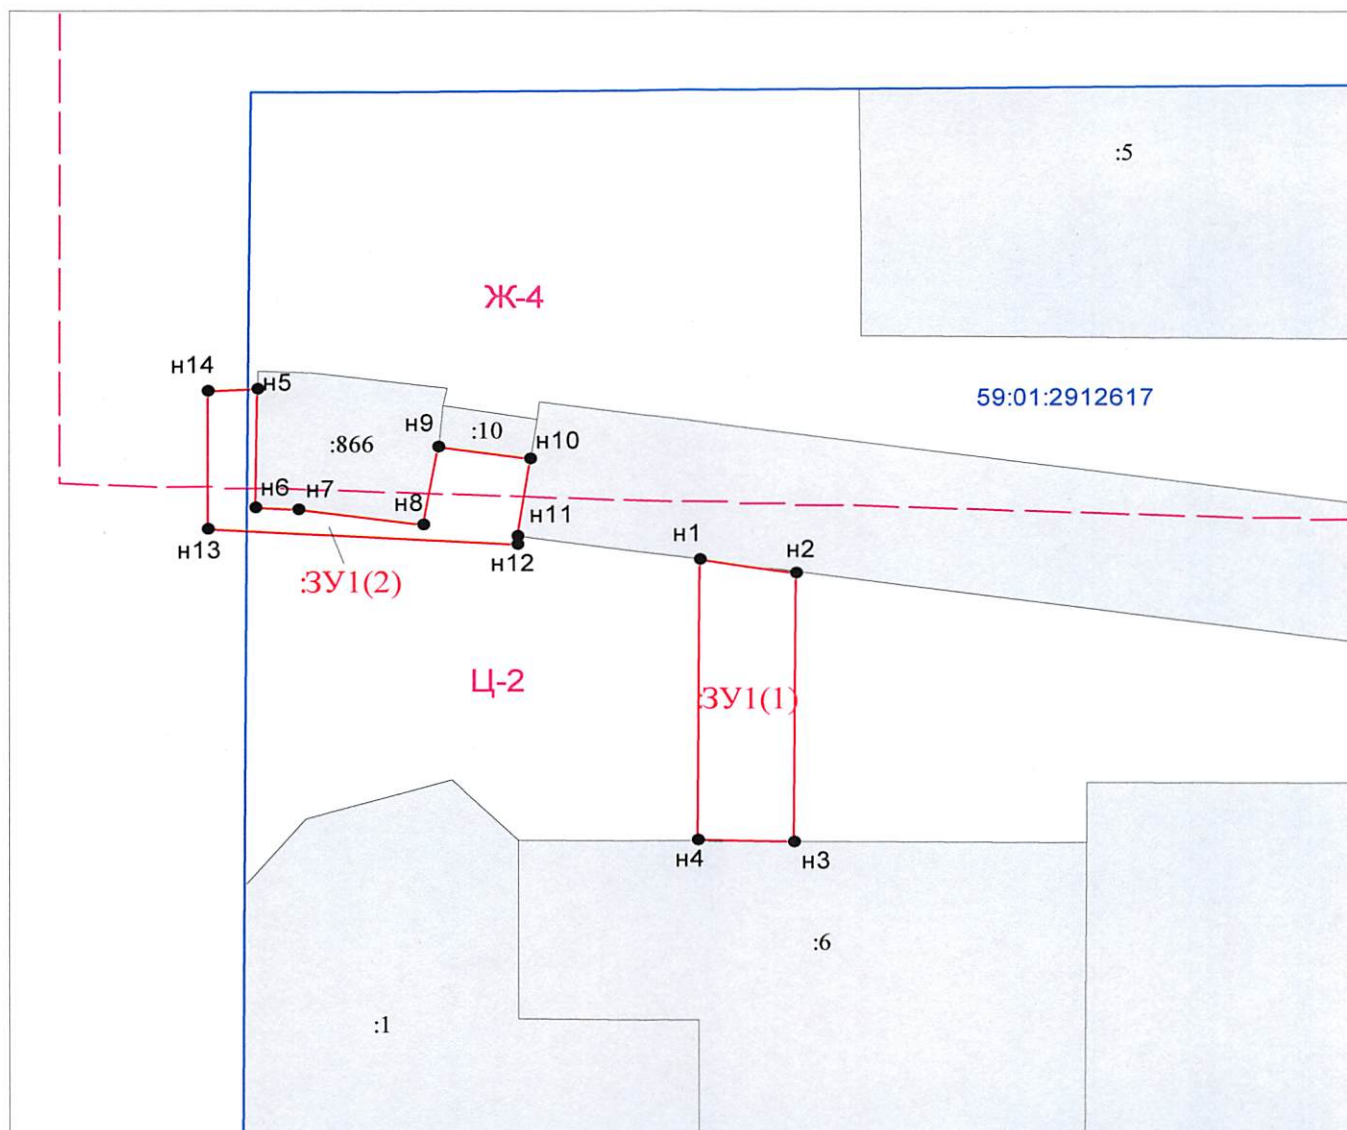 :5
Ж-4
н14
н5
59:01:2912617
н9
:10
н10
:866
н6
н7
н8
н11
н13
н12
н1
н2
:ЗУ1(2)
Ц-2
:ЗУ1(1)
н4
н3
:6
:1